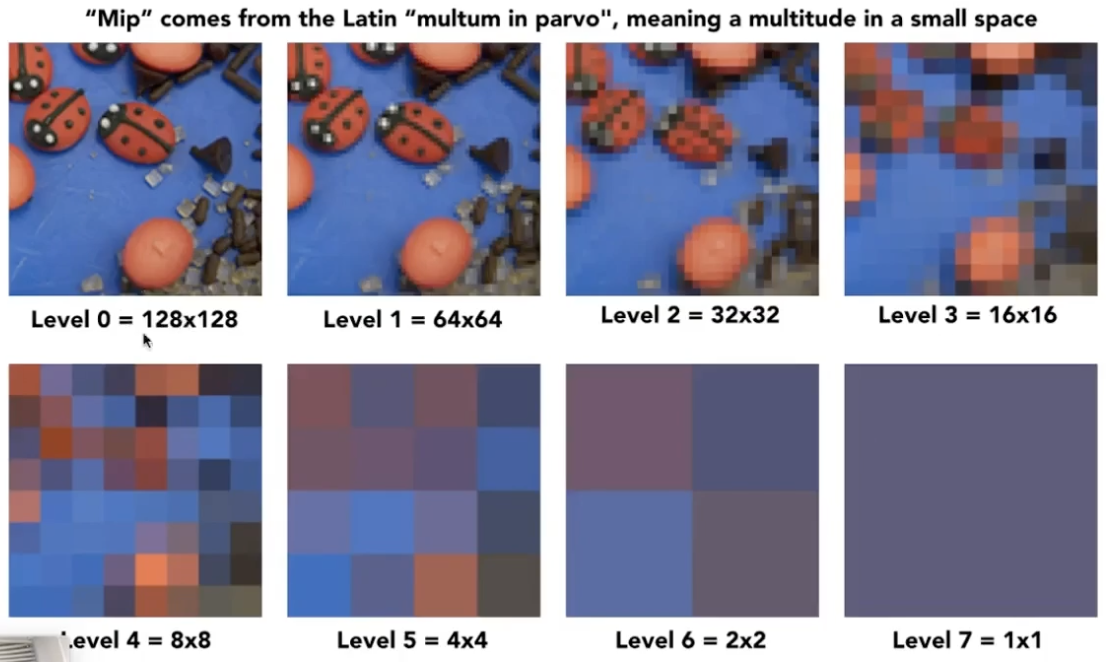 “Mip” comes from the Latin “multum in parvo", meaning a multitude in a small space
Level 0 = 128x128
Level 1 = 64x64
Level 2 = 32x32
Level 3 = 16x16
Level 4 = 8x8
Level 5 = 4x4
Level 6 = 2x2
Level 7 = 1x1